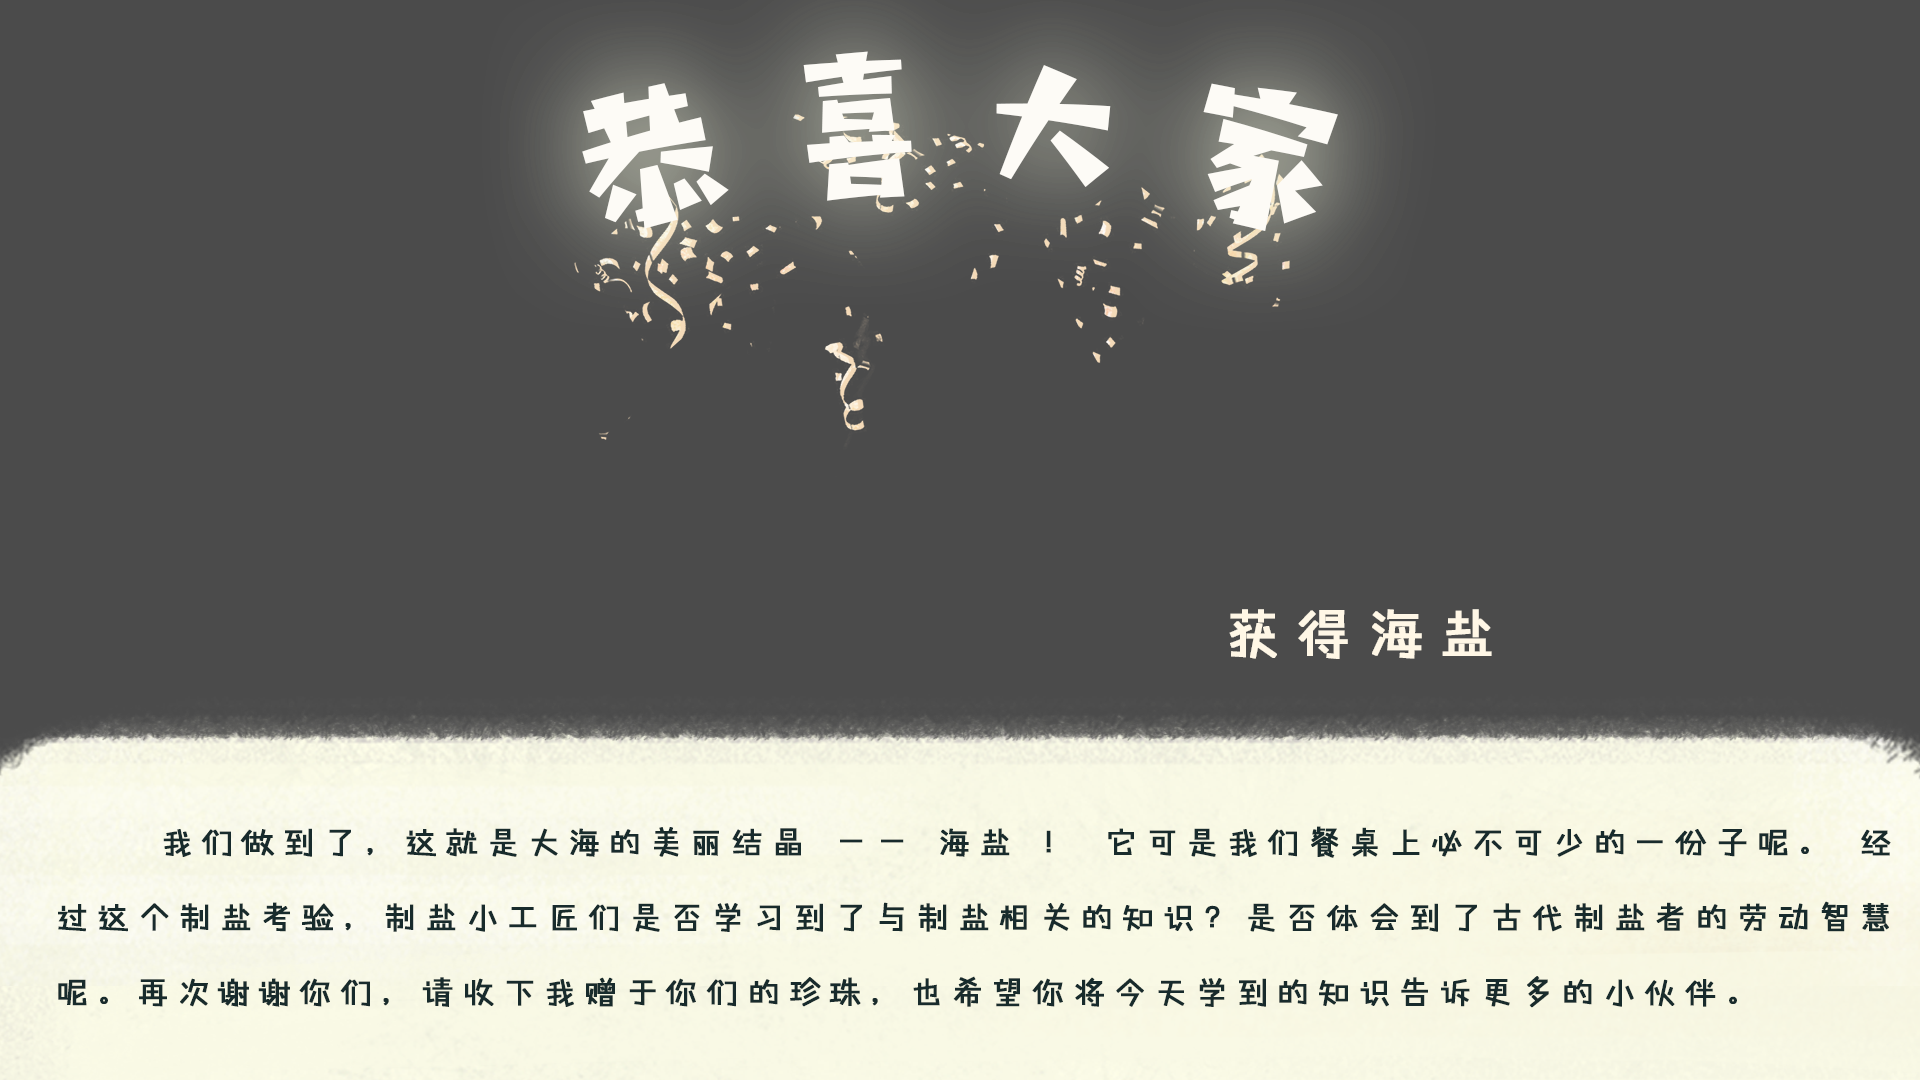 恭喜大家
获得海盐
我们做到了，这就是大海的美丽结晶 一一 海盐 ！ 它可是我们餐桌上必不可少的一份子呢。 经
过这个制盐考验，制盐小工匠们是否学习到了与制盐相关的知识？是否体会到了古代制盐者的劳动智慧
呢。再次谢谢你们，请收下我赠于你们的珍珠，也希望你将今天学到的知识告诉更多的小伙伴。